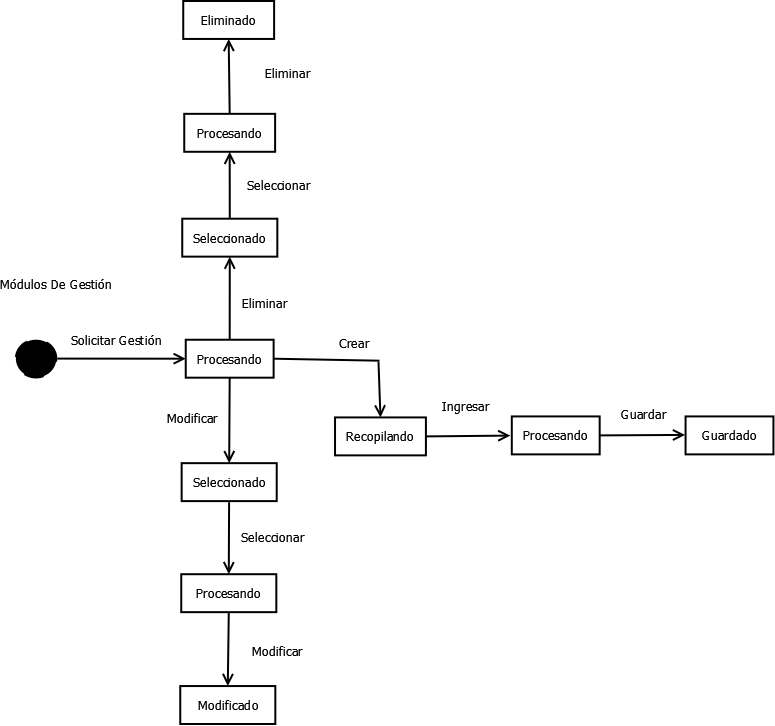 Eliminado
Eliminar
Procesando
Seleccionar
Seleccionado
Módulos De Gestión
Eliminar
Solicitar Gestión
Procesando
Crear
Modificar
Recopilando
Ingresar
Procesando
Guardar
Guardado
Seleccionado
Seleccionar
Procesando
Modificar
Modificado